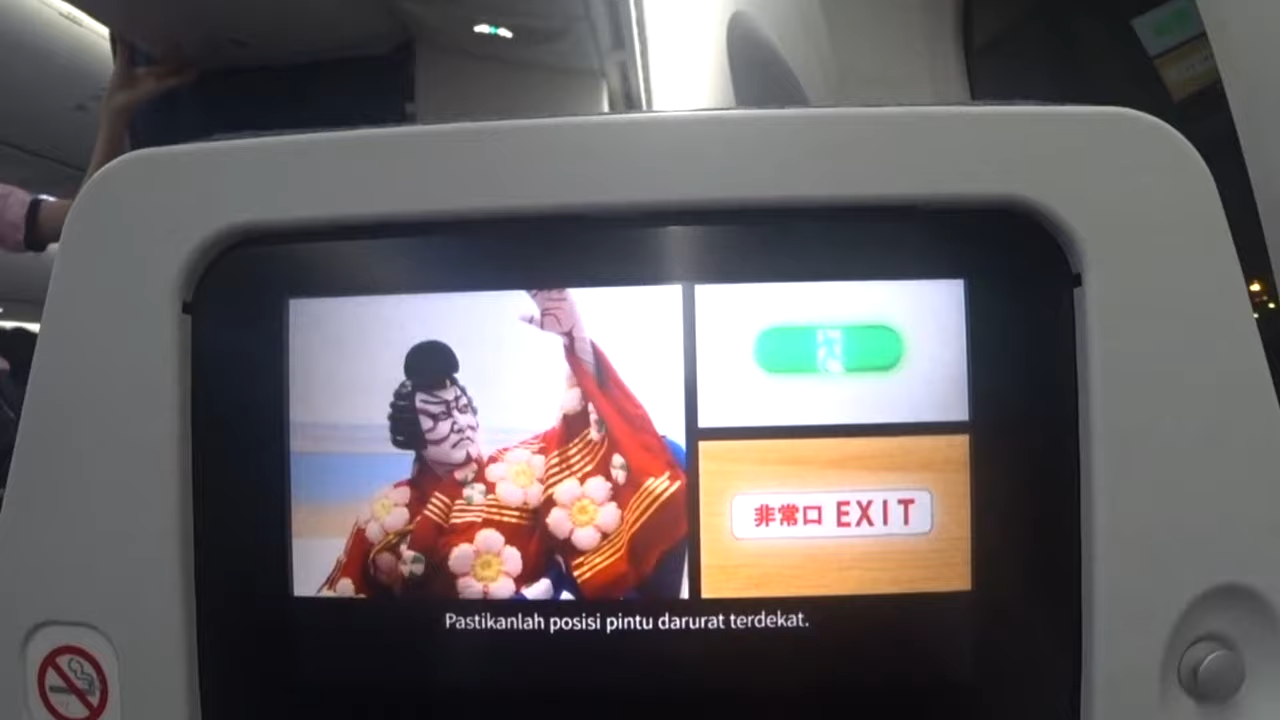 非常口 EXIT
Pastikanlah posisi pintu darurat terdekat.